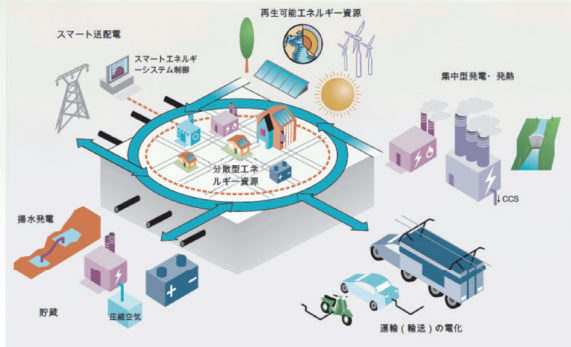 再生可能エネルギー資源
スマート送配電
スマートエネルギ
ーシステム制御
集中型発電・発熱
分散型エネ
ルギー資源
CCS
揚水発電
貯蔵
圧縮空気
運輸(輸送)の電化